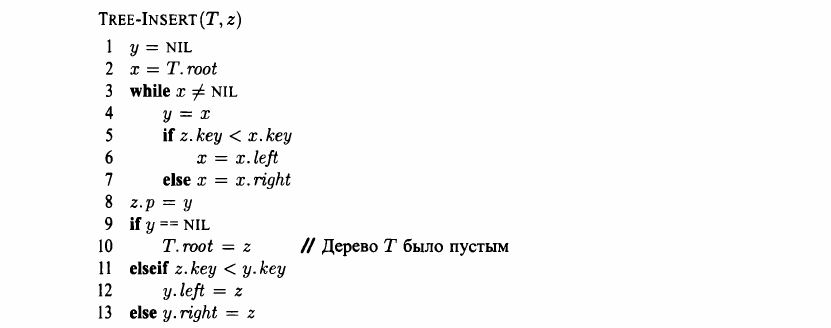 TREE-INSERT(T, z)
1 y = NIL
2 x = T.root
3 while x ≠ NIL
4 y = x
5 if z.key < x.key
6 x = x.left
7 else x = x.right
8 z.p = y
9 if y == NIL
10 T.root = z // Дерево T было пустым
11 elseif z.key < y.key
12 y.left = z
13 else y.right = z